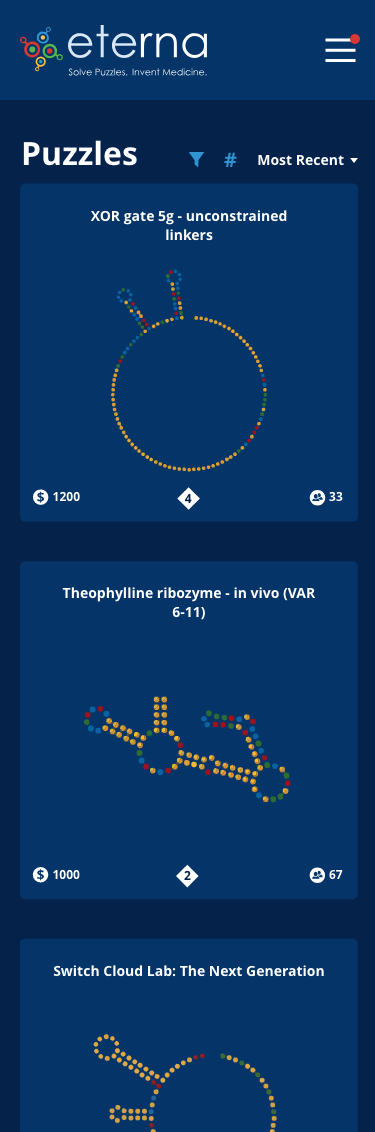 eterna
Solve Puzzles. Invent Medicine.
Puzzles
# Most Recent
XOR gate 5g - unconstrained
linkers
$ 1200 4 33
Theophylline ribozyme - in vivo (VAR
6-11)
$ 1000 2 67
Switch Cloud Lab: The Next Generation